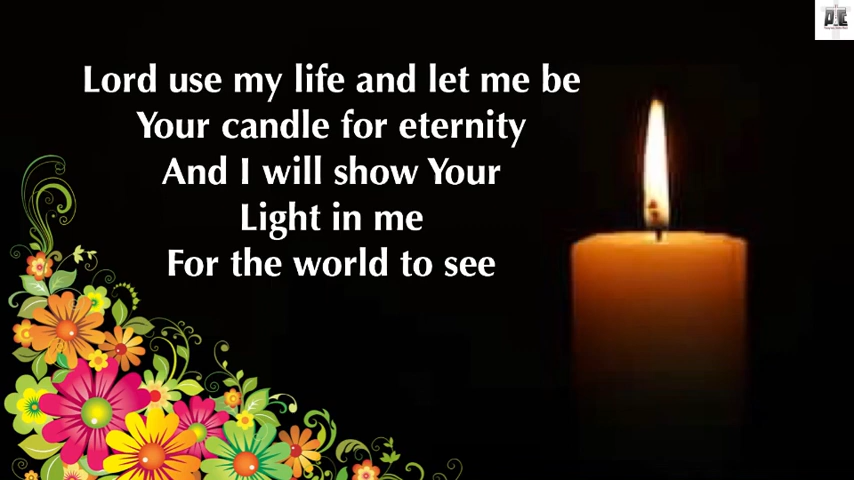 Lord use my life and let me be
Your candle for eternity
And I will show Your
Light in me
For the world to see